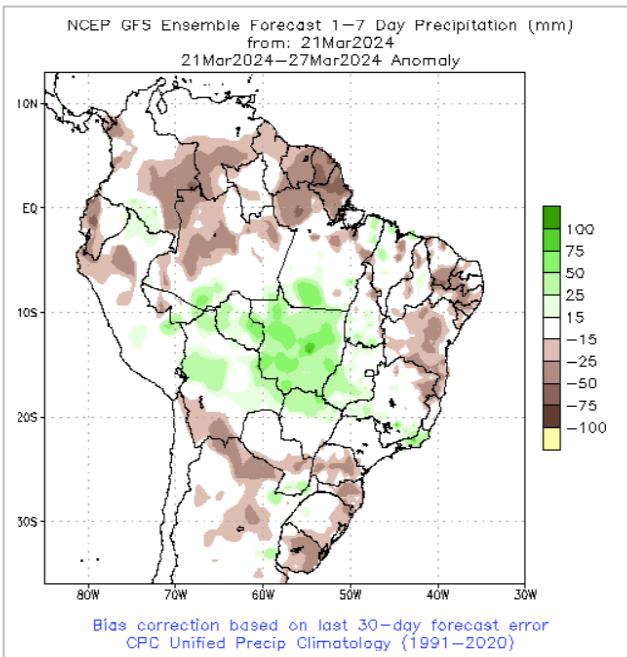 NCEP GFS Ensemble Forecast 1–7 Day Precipitation (mm)
from: 21Mar2024
21Mar2024–27Mar2024 Anomaly
10N
EQ
10S
20S
30S
80W
70W
60W
50W
40W
30W
100
75
50
25
15
−15
−25
−50
−75
−100
Bias correction based on last 30–day forecast error
CPC Unified Precip Climatology (1991–2020)